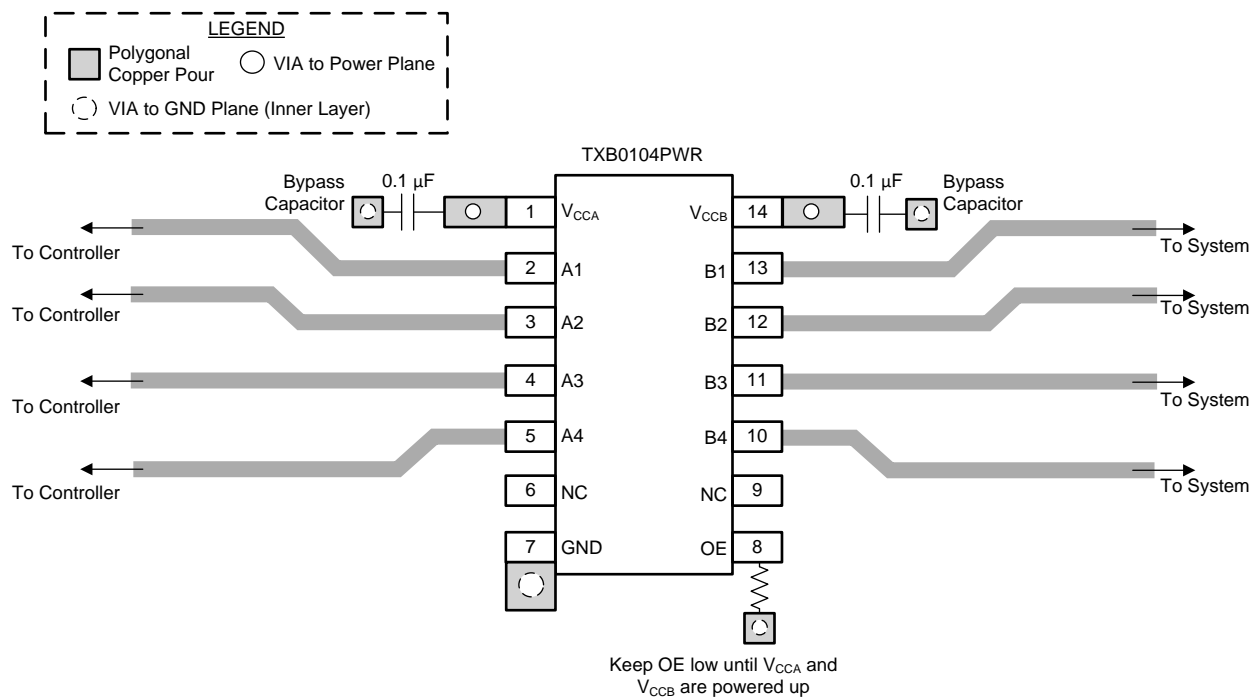 LEGEND
Polygonal
Copper Pour
VIA to Power Plane
VIA to GND Plane (Inner Layer)
TXB0104PWR
Bypass
Capacitor
0.1 µF
0.1 µF
Bypass
Capacitor
1
VCCA
VCCB
14
To Controller
2
A1
B1
13
To System
To Controller
3
A2
B2
12
To System
To Controller
4
A3
B3
11
To System
To Controller
5
A4
B4
10
To System
6
NC
NC
9
7
GND
OE
8
Keep OE low until VCCA and
VCCB are powered up